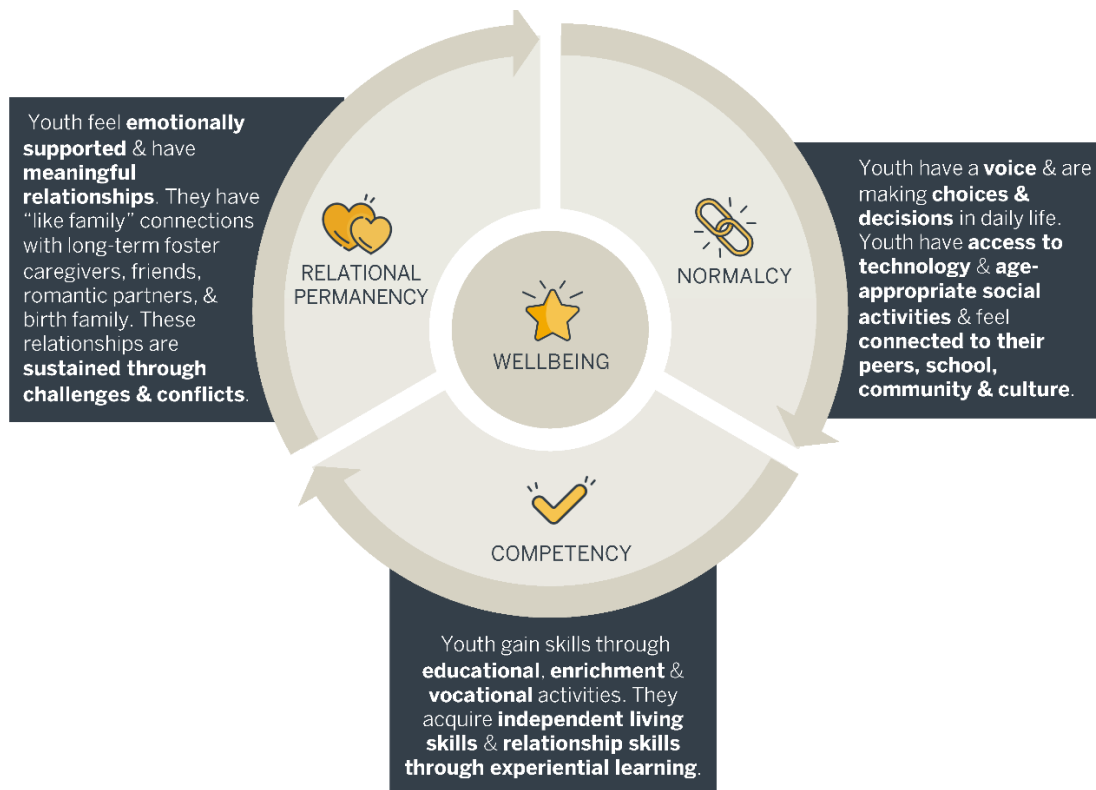 Youth feel emotionally
supported & have
meaningful
relationships. They have
“like family” connections
with long-term foster
caregivers, friends,
romantic partners, &
birth family. These
relationships are
sustained through
challenges & conflicts.
RELATIONAL
PERMANENCY
WELLBEING
NORMALCY
Youth have a voice & are
making choices &
decisions in daily life.
Youth have access to
technology & age-
appropriate social
activities & feel
connected to their
peers, school,
community & culture.
COMPETENCY
Youth gain skills through
educational, enrichment &
vocational activities. They
acquire independent living
skills & relationship skills
through experiential learning.